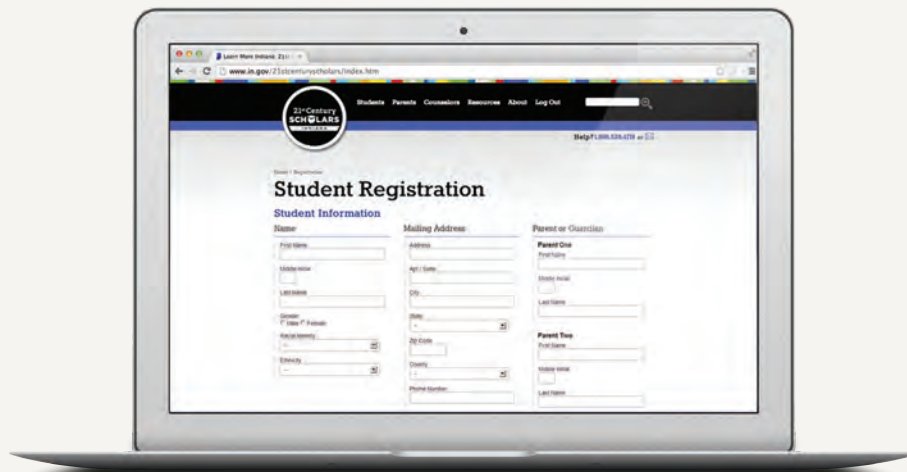 Learn More Indiana
www.in.gov/21stcenturyscholars/index.htm
21st Century
SCHOLARS
INDIANA
Students Parents Counselors Resources About Log Out
Help? or
Home / Registration
Student Registration
Student Information
Name
First Name
Middle Initial
Last Name
Gender
Male Female
Racial Identity
--
Ethnicity
--
Mailing Address
Address
Apt / Suite
City
State
--
Zip Code
County
--
Phone Number
Parent or Guardian
Parent One
First Name
Middle Initial
Last Name
Parent Two
First Name
Middle Initial
Last Name